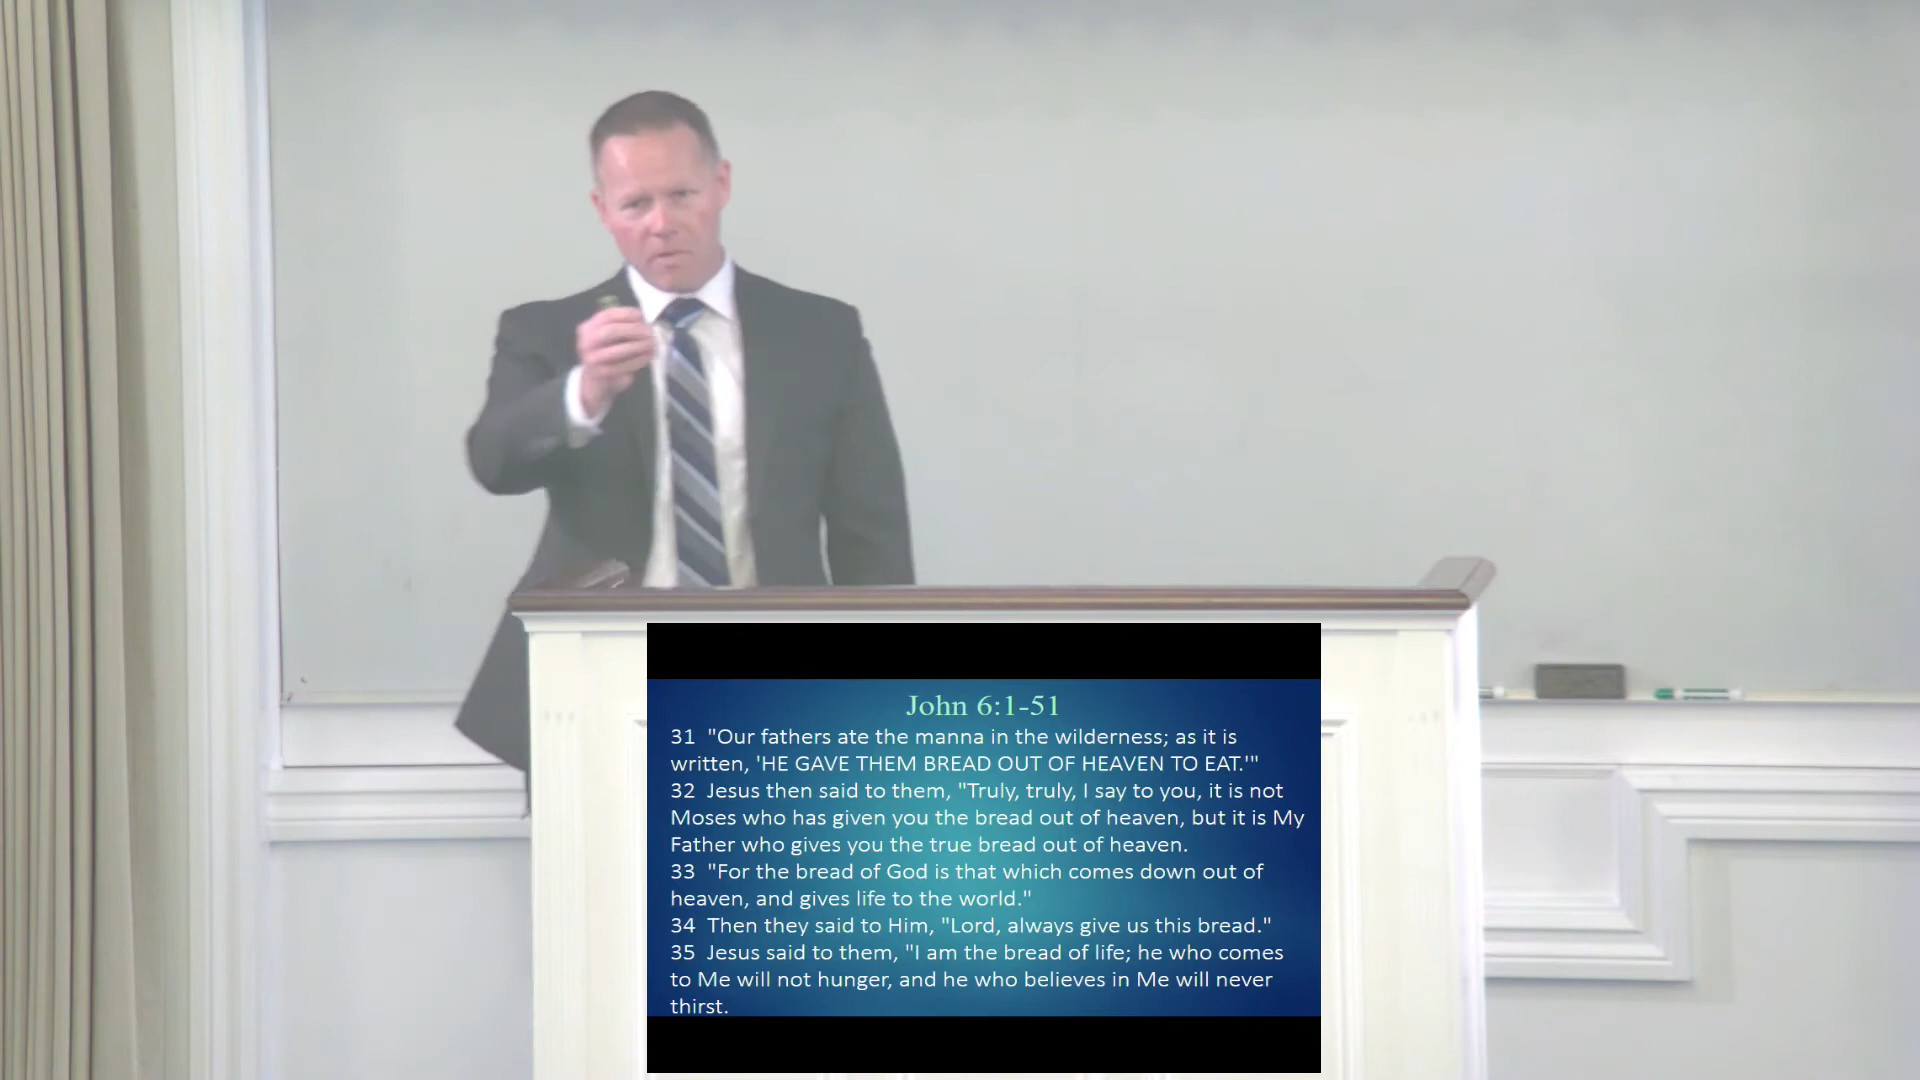 John 6:1-51
31 "Our fathers ate the manna in the wilderness; as it is
written, 'HE GAVE THEM BREAD OUT OF HEAVEN TO EAT.'"
32 Jesus then said to them, "Truly, truly, I say to you, it is not
Moses who has given you the bread out of heaven, but it is My
Father who gives you the true bread out of heaven.
33 "For the bread of God is that which comes down out of
heaven, and gives life to the world."
34 Then they said to Him, "Lord, always give us this bread."
35 Jesus said to them, "I am the bread of life; he who comes
to Me will not hunger, and he who believes in Me will never
thirst.